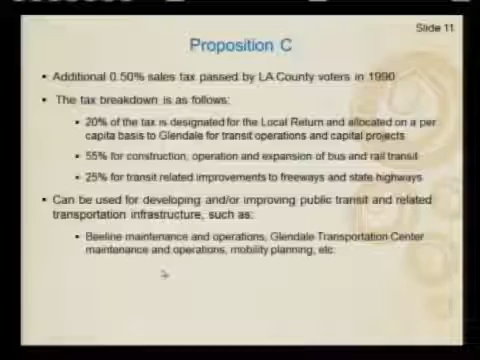 Slide 11
Proposition C
• Additional 0.50% sales tax passed by LA County voters in 1990
• The tax breakdown is as follows:
• 20% of the tax is designated for the Local Return and allocated on a per
capita basis to Glendale for transit operations and capital projects
• 55% for construction, operation and expansion of bus and rail transit
• 25% for transit related improvements to freeways and state highways
• Can be used for developing and/or improving public transit and related
transportation infrastructure, such as:
• Beeline maintenance and operations, Glendale Transportation Center
maintenance and operations, mobility planning, etc.